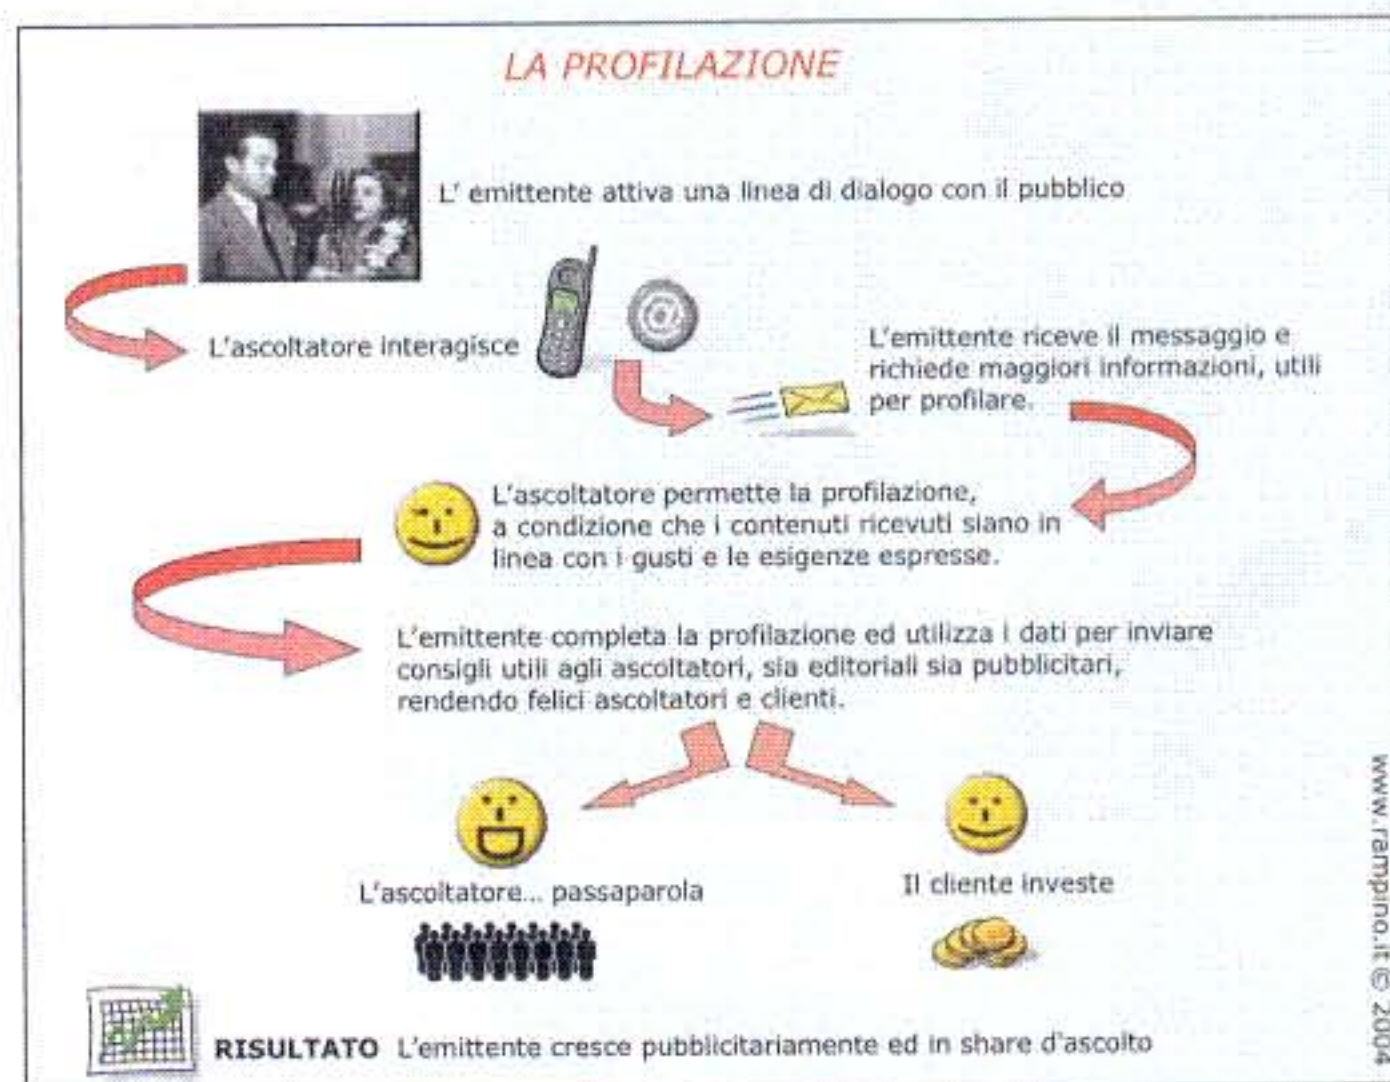 LA PROFILAZIONE
L' emittente attiva una linea di dialogo con il pubblico
L'ascoltatore interagisce
L'emittente riceve il messaggio e
richiede maggiori informazioni, utili
per profilare.
L'ascoltatore permette la profilazione,
a condizione che i contenuti ricevuti siano in
linea con i gusti e le esigenze espresse.
L'emittente completa la profilazione ed utilizza i dati per inviare
consigli utili agli ascoltatori, sia editoriali sia pubblicitari,
rendendo felici ascoltatori e clienti.
L'ascoltatore... passaparola
Il cliente investe
RISULTATO L'emittente cresce pubblicitariamente ed in share d'ascolto
www.rampino.it © 2004